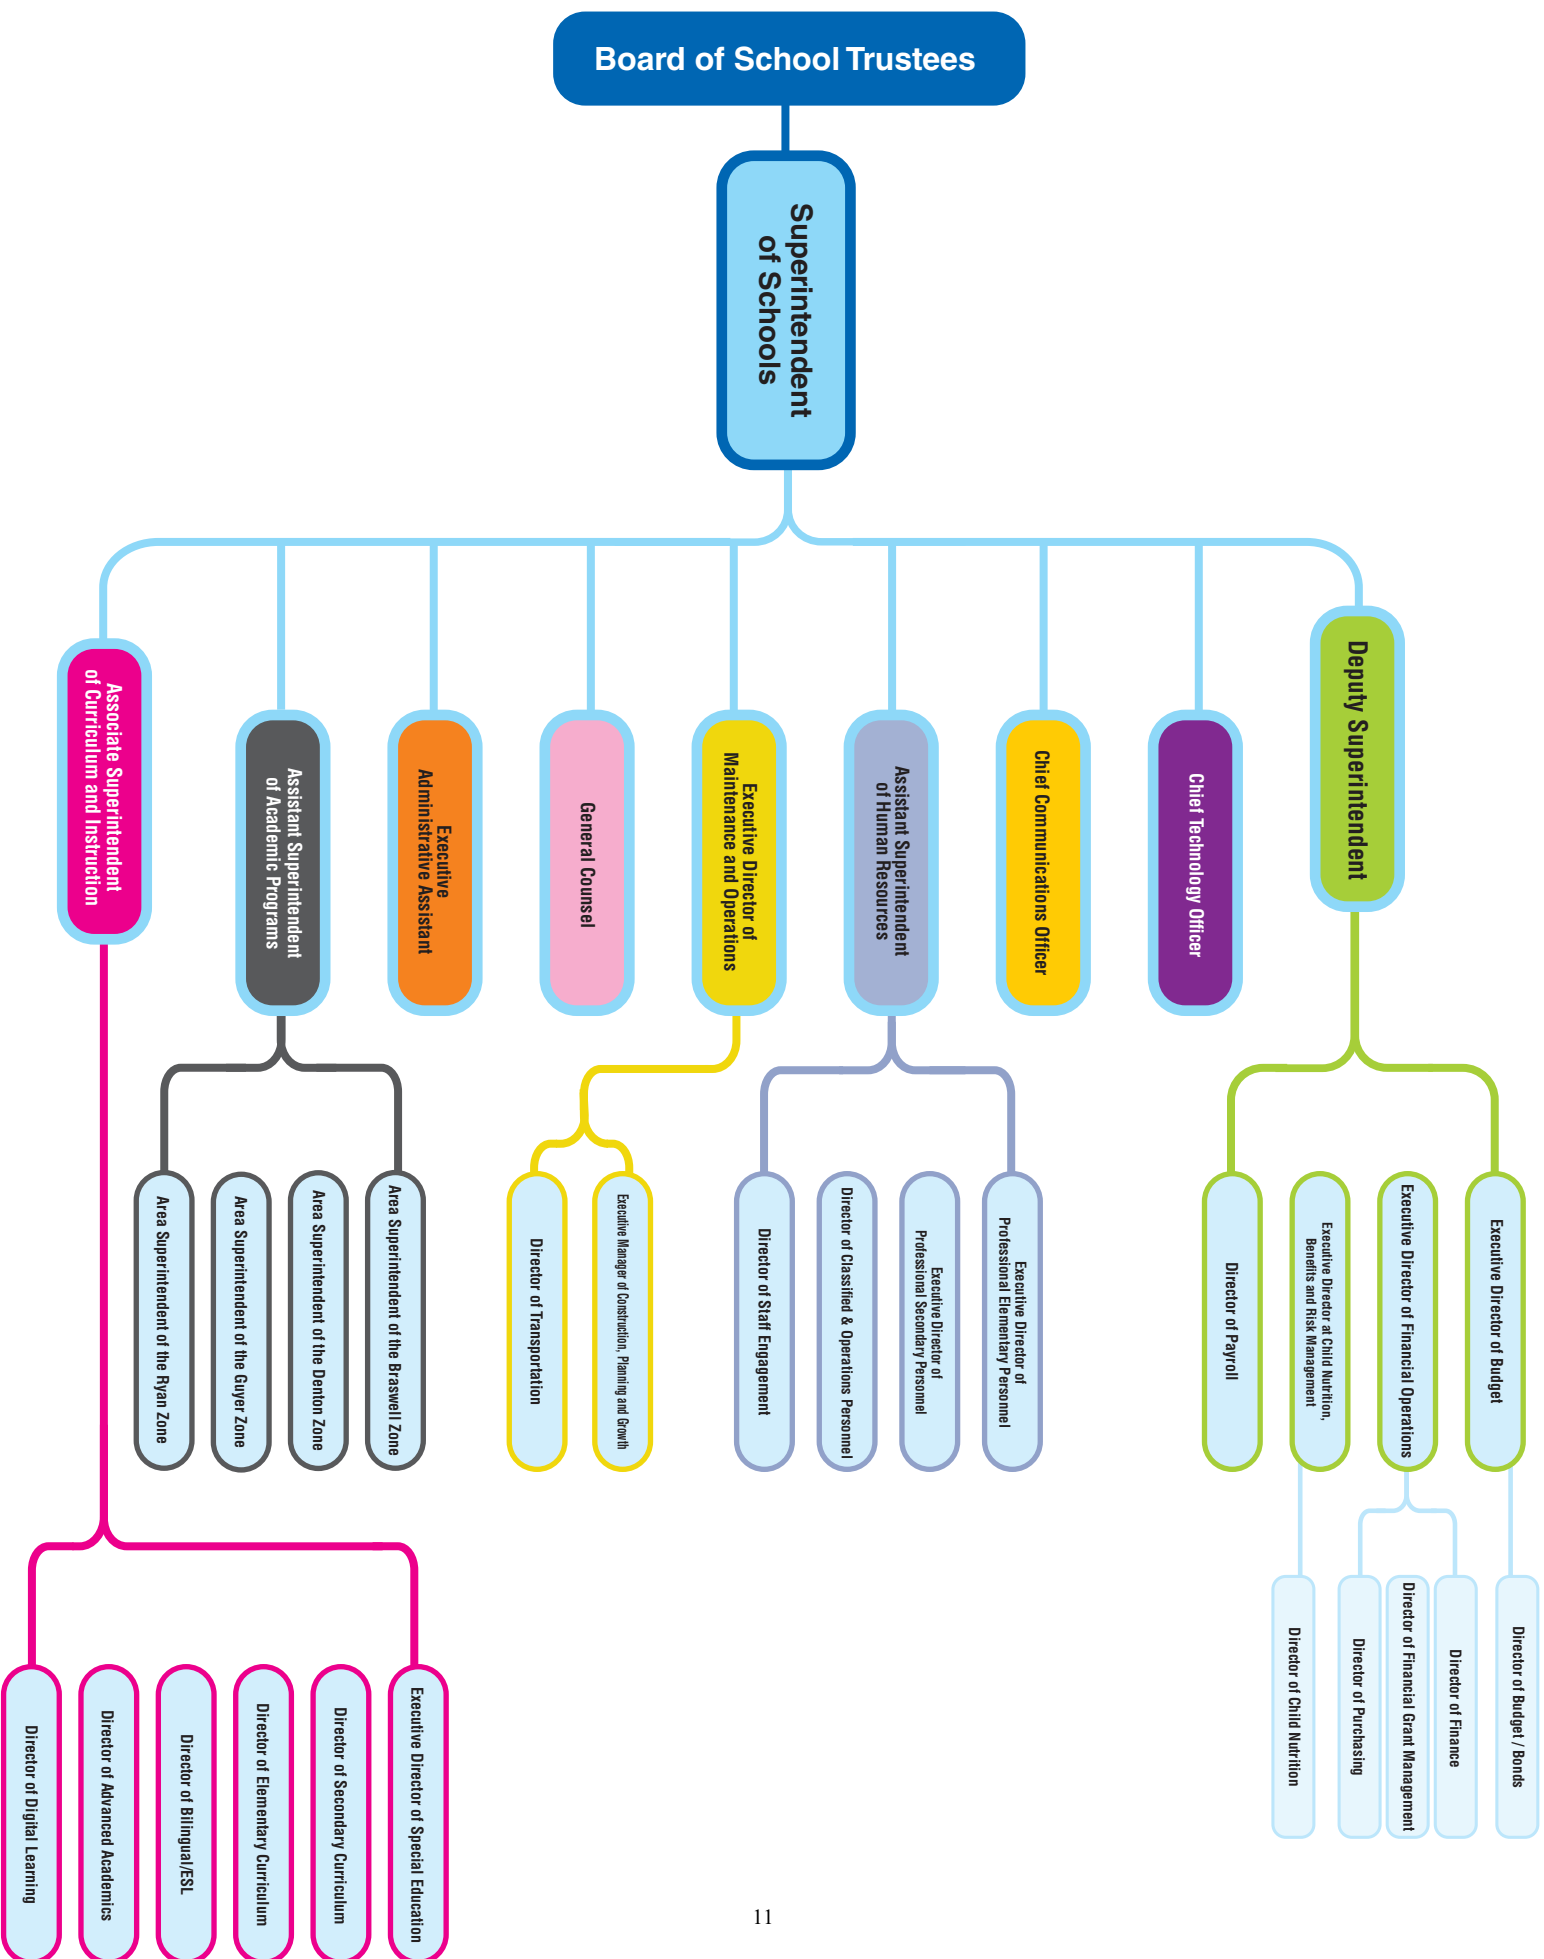 Board of School Trustees
Superintendent
of Schools
Associate Superintendent
of Curriculum and Instruction
Assistant Superintendent
of Academic Programs
Executive
Administrative Assistant
General Counsel
Executive Director of
Maintenance and Operations
Assistant Superintendent
of Human Resources
Chief Communications Officer
Chief Technology Officer
Deputy Superintendent
Area Superintendent of the Ryan Zone
Area Superintendent of the Guyer Zone
Area Superintendent of the Denton Zone
Area Superintendent of the Braswell Zone
Director of Transportation
Executive Manager of Construction, Planning and Growth
Director of Staff Engagement
Director of Classified & Operations Personnel
Executive Director of
Professional Secondary Personnel
Executive Director of
Professional Elementary Personnel
Director of Payroll
Executive Director at Child Nutrition,
Benefits and Risk Management
Executive Director of Financial Operations
Executive Director of Budget
Director of Child Nutrition
Director of Purchasing
Director of Financial Grant Management
Director of Finance
Director of Budget / Bonds
Director of Digital Learning
Director of Advanced Academics
Director of Bilingual/ESL
Director of Elementary Curriculum
Director of Secondary Curriculum
Executive Director of Special Education
11